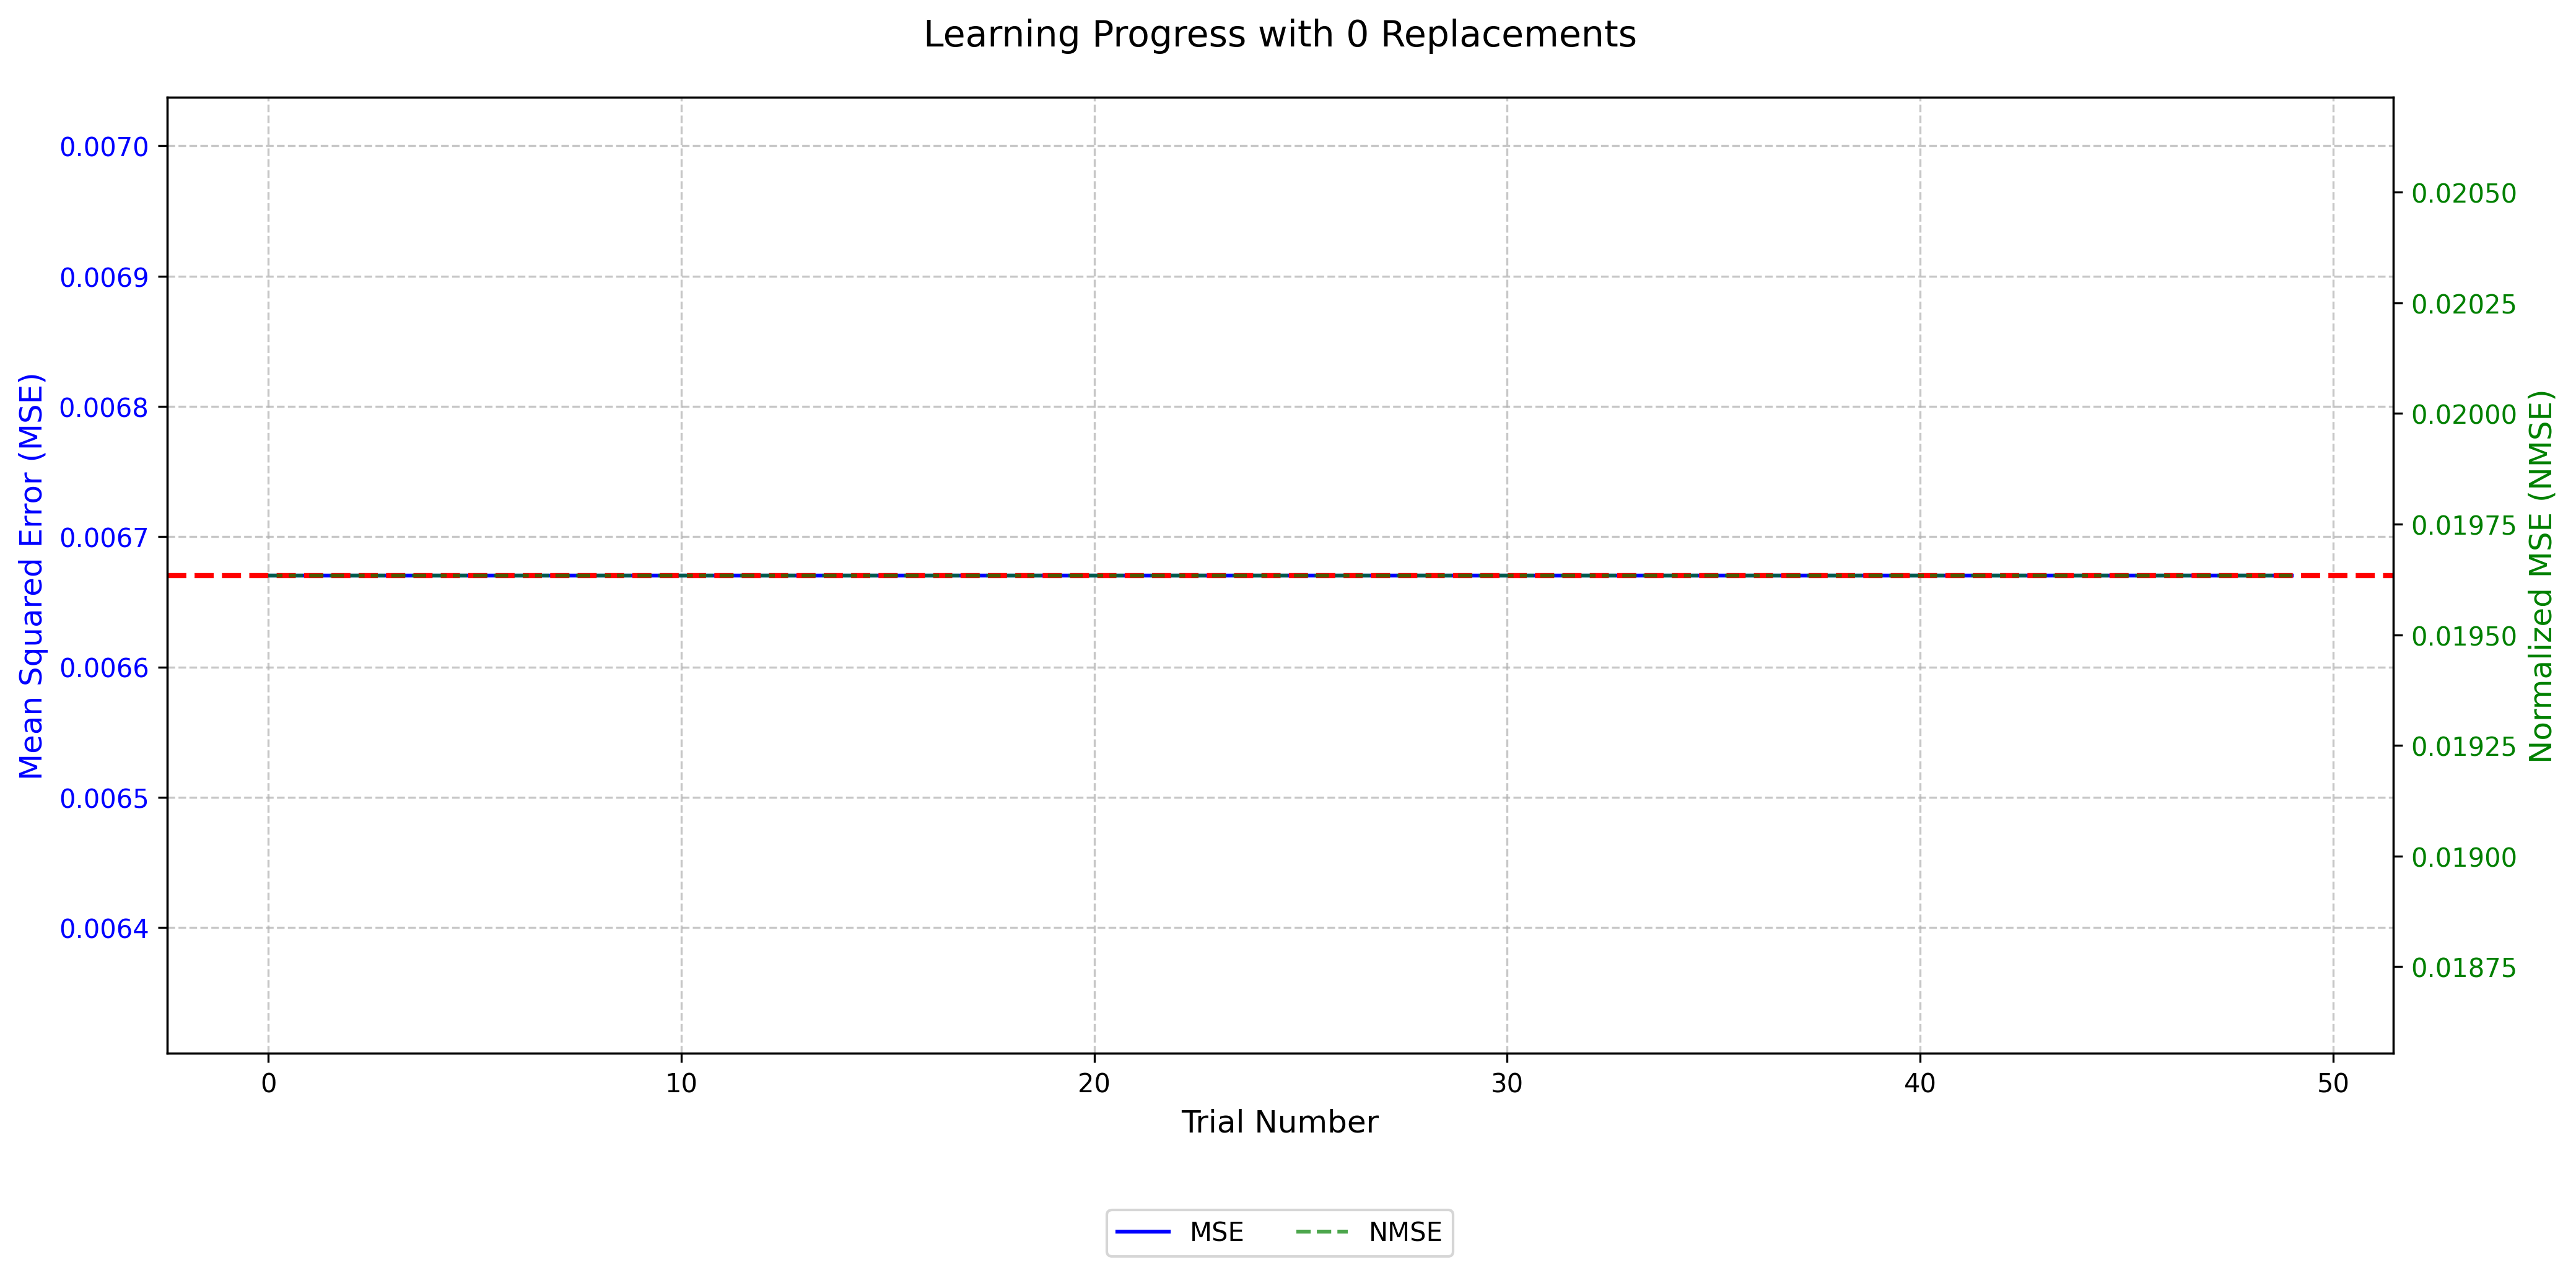 Learning Progress with 0 Replacements
Mean Squared Error (MSE)
0.0070
0.0069
0.0068
0.0067
0.0066
0.0065
0.0064
0.02050
0.02025
0.02000
0.01975
0.01950
0.01925
0.01900
0.01875
Normalized MSE (NMSE)
0 10 20 30 40 50
Trial Number
MSE NMSE